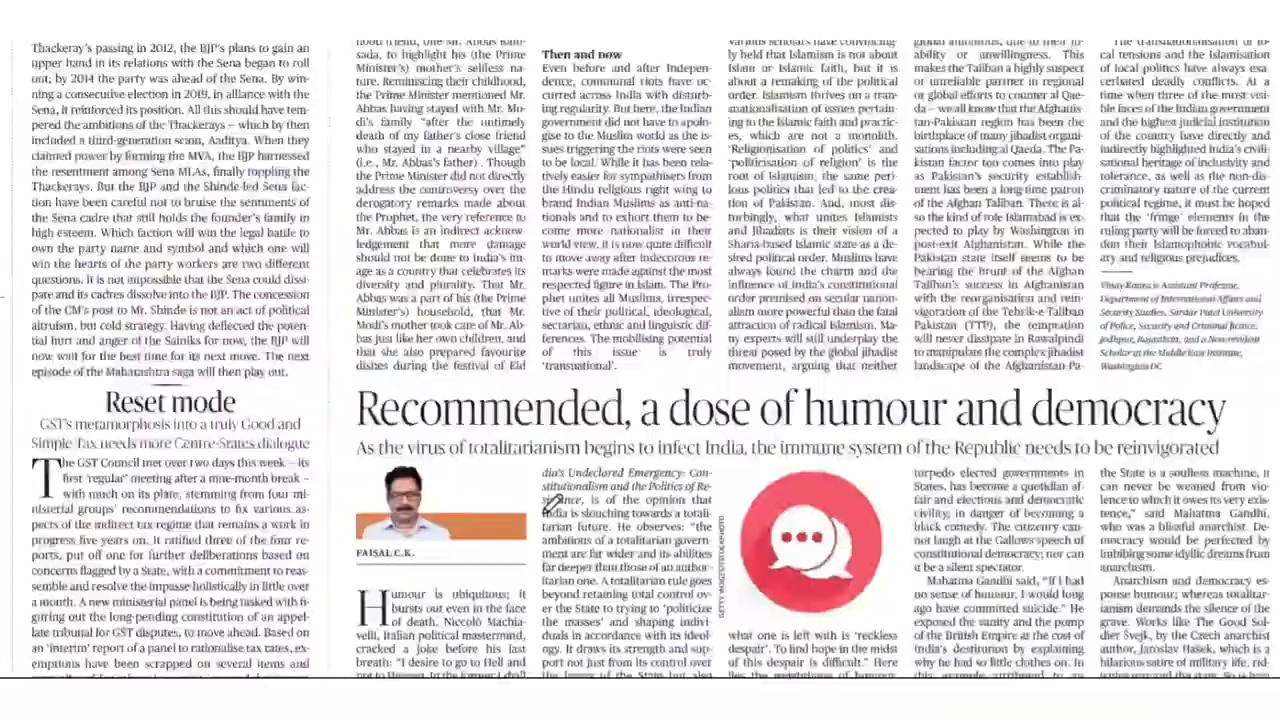 Thackeray's passing in 2012, the BJP's plans to gain an
upper hand in its relations with the Sena began to roll
out; by 2014 the party was ahead of the Sena. By win-
ning a consecutive election in 2019, in alliance with the
Sena, it reinforced its position. All this should have tem-
pered the ambitions of the Thackerays – which by then
included a third-generation scion, Aaditya. When they
claimed power by forming the MVA, the BJP harnessed
the resentment among Sena MLAs, finally toppling the
Thackerays. But the BJP and the Shinde-led Sena fac-
tion have been careful not to bruise the sentiments of
the Sena cadre that still holds the founder's family in
high esteem. Which faction will win the legal battle to
own the party name and symbol and which one will
win the hearts of the party workers are two different
questions. It is not impossible that the Sena could dissi-
pate and its cadres dissolve into the BJP. The concession
of the CM's post to Mr. Shinde is not an act of political
altruism, but cold strategy. Having deflected the poten-
tial hurt and anger of the Sainiks for now, the BJP will
now wait for the best time for its next move. The next
episode of the Maharashtra saga will then play out.
Reset mode
GST's metamorphosis into a truly Good and
Simple Tax needs more Centre-States dialogue
The GST Council met over two days this week – its
first 'regular' meeting after a nine-month break –
with much on its plate, stemming from four mi-
nisterial groups' recommendations to fix various as-
pects of the indirect tax regime that remains a work in
progress five years on. It ratified three of the four re-
ports, put off one for further deliberations based on
concerns flagged by a State, with a commitment to reas-
semble and resolve the impasse holistically in little over
a month. A new ministerial panel is being tasked with fi-
guring out the long-pending constitution of an appel-
late tribunal for GST disputes, to move ahead. Based on
an 'interim' report of a panel to rationalise tax rates, ex-
emptions have been scrapped on several items and
sada, to highlight his (the Prime
Minister's) mother's selfless na-
ture. Reminiscing their childhood,
the Prime Minister mentioned Mr.
Abbas having stayed with Mr. Mo-
di's family "after the untimely
death of my father's close friend
who stayed in a nearby village"
(i.e., Mr. Abbas's father) . Though
the Prime Minister did not directly
address the controversy over the
derogatory remarks made about
the Prophet, the very reference to
Mr. Abbas is an indirect acknow-
ledgement that more damage
should not be done to India's im-
age as a country that celebrates its
diversity and plurality. That Mr.
Abbas was a part of his (the Prime
Minister's) household, that Mr.
Modi's mother took care of Mr. Ab-
bas just like her own children, and
that she also prepared favourite
dishes during the festival of Eid
Then and now
Even before and after Indepen-
dence, communal riots have oc-
curred across India with disturb-
ing regularity. But here, the Indian
government did not have to apolo-
gise to the Muslim world as the is-
sues triggering the riots were seen
to be local. While it has been rela-
tively easier for sympathisers from
the Hindu religious right wing to
brand Indian Muslims as anti-na-
tionals and to exhort them to be-
come more nationalist in their
world view, it is now quite difficult
to move away after indecorous re-
marks were made against the most
respected figure in Islam. The Pro-
phet unites all Muslims, irrespec-
tive of their political, ideological,
sectarian, ethnic and linguistic dif-
ferences. The mobilising potential
of this issue is truly
'transnational'.
various scholars have convincing-
ly held that Islamism is not about
Islam or Islamic faith, but it is
about a remaking of the political
order. Islamism thrives on a tran-
snationalisation of issues pertain-
ing to the Islamic faith and practic-
es, which are not a monolith.
'Religionisation of politics' and
'politicisation of religion' is the
root of Islamism, the same peri-
lous politics that led to the crea-
tion of Pakistan. And, most dis-
turbingly, what unites Islamists
and Jihadists is their vision of a
Sharia-based Islamic state as a de-
sired political order. Muslims have
always found the charm and the
influence of india's constitutional
order premised on secular union-
alism more powerful than the fatal
attraction of radical Islamism. Ma-
ny experts will still underplay the
threat posed by the global jihadist
movement, arguing that neither
global ambitions, due to their in-
ability or unwillingness. This
makes the Taliban a highly suspect
or unreliable partner in regional
or global efforts to counter al Qae-
da – we all know that the Afghanis-
tan-Pakistan region has been the
birthplace of many jihadist organi-
sations including al Qaeda. The Pa-
kistan factor too comes into play
as Pakistan's security establish-
ment has been a long-time patron
of the Afghan Taliban. There is al-
so the kind of role Islamabad is ex-
pected to play by Washington in
post-exit Afghanistan. While the
Pakistan state itself seems to be
bearing the brunt of the Afghan
Taliban's success in Afghanistan
with the reorganisation and rein-
vigoration of the Tehrik-e-Taliban
Pakistan (TTP), the temptation
will never dissipate in Rawalpindi
to manipulate the complex jihadist
landscape of the Afghanistan-Pa-
The transnationalisation of lo-
cal tensions and the Islamisation
of local politics have always exa-
cerbated deadly conflicts. At a
time when three of the most visi-
ble faces of the Indian government
and the highest judicial institution
of the country have directly and
indirectly highlighted India's civili-
sational heritage of inclusivity and
tolerance, as well as the non-dis-
criminatory nature of the current
political regime, it must be hoped
that the 'fringe' elements in the
ruling party will be forced to aban-
don their Islamophobic vocabul-
ary and religious prejudices.
Vinay Kaura is Assistant Professor,
Department of International Affairs and
Security Studies, Sardar Patel University
of Police, Security and Criminal Justice,
Jodhpur, Rajasthan, and a Non-resident
Scholar at the Middle East Institute,
Washington DC
Recommended, a dose of humour and democracy
As the virus of totalitarianism begins to infect India, the immune system of the Republic needs to be reinvigorated
FAISAL C.K.
Humour is ubiquitous; it
bursts out even in the face
of death. Niccolò Machia-
velli, Italian political mastermind,
cracked a joke before his last
breath: "I desire to go to Hell and
dia's Undeclared Emergency: Con-
stitutionalism and the Politics of Re-
sistance, is of the opinion that
India is slouching towards a totali-
tarian future. He observes: "the
ambitions of a totalitarian govern-
ment are far wider and its abilities
far deeper than those of an author-
itarian one. A totalitarian rule goes
beyond retaining total control ov-
er the State to trying to 'politicize
the masses' and shaping indivi-
duals in accordance with its ideol-
ogy. It draws its strength and sup-
port not just from its control over
GETTY IMAGES/ISTOCKPHOTO
what one is left with is 'reckless
despair'. To find hope in the midst
of this despair is difficult." Here
torpedo elected governments in
States, has become a quotidian af-
fair and elections and democratic
civility, in danger of becoming a
black comedy. The citizenry can-
not laugh at the Gallows speech of
constitutional democracy; nor can
it be a silent spectator.
Mahatma Gandhi said, "If I had
no sense of humour, I would long
ago have committed suicide." He
exposed the vanity and the pomp
of the British Empire at the cost of
India's destitution by explaining
why he had so little clothes on. In
the State is a soulless machine, it
can never be weaned from vio-
lence to which it owes its very exis-
tence," said Mahatma Gandhi,
who was a blissful anarchist. De-
mocracy would be perfected by
imbibing some idyllic dreams from
anarchism.
Anarchism and democracy es-
pouse humour; whereas totalitar-
ianism demands the silence of the
grave. Works like The Good Sol-
dier Švejk, by the Czech anarchist
author, Jaroslav Hašek, which is a
hilarious satire of military life, rid-